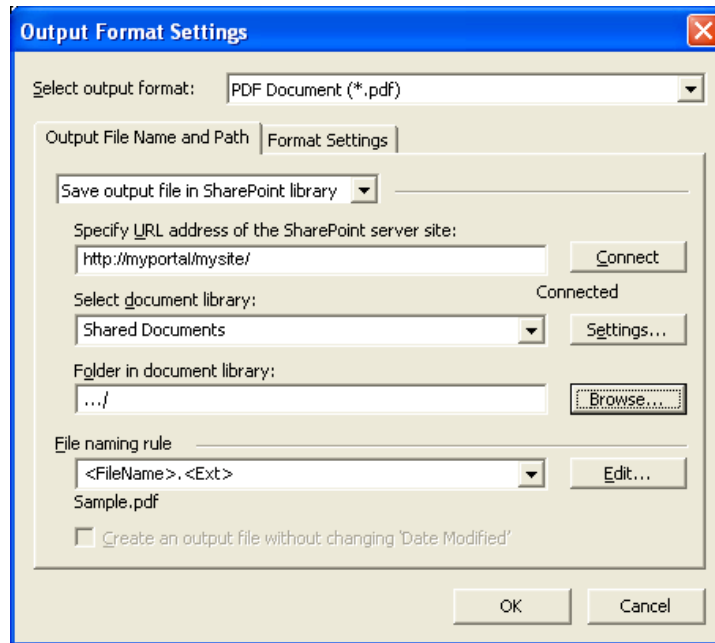 Output Format Settings
Select output format: PDF Document (*.pdf)
Output File Name and Path Format Settings
Save output file in SharePoint library
Specify URL address of the SharePoint server site:
http://myportal/mysite/ Connect
Connected
Select document library:
Shared Documents Settings...
Folder in document library:
.../ Browse...
File naming rule
<FileName>.<Ext> Edit...
Sample.pdf
Create an output file without changing 'Date Modified'
OK Cancel